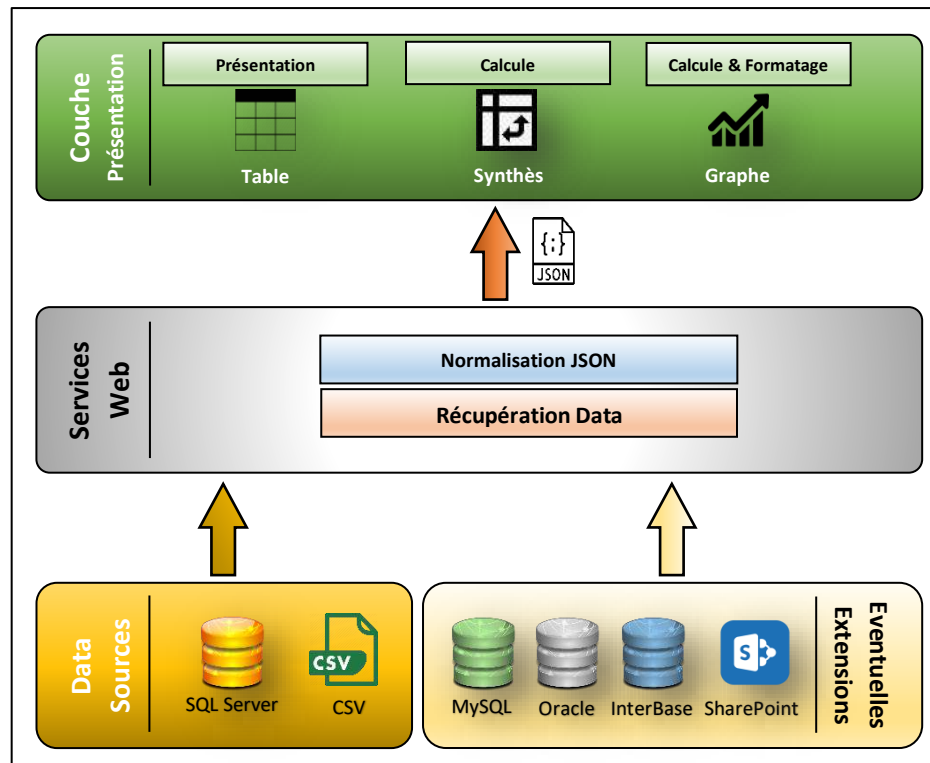 Couche
Présentation
Présentation
Calcule
Calcule & Formatage
Table
Synthès
Graphe
{;}
JSON
Services
Web
Normalisation JSON
Récupération Data
Data
Sources
SQL Server
CSV
CSV
MySQL
Oracle
InterBase
S
SharePoint
Eventuelles
Extensions